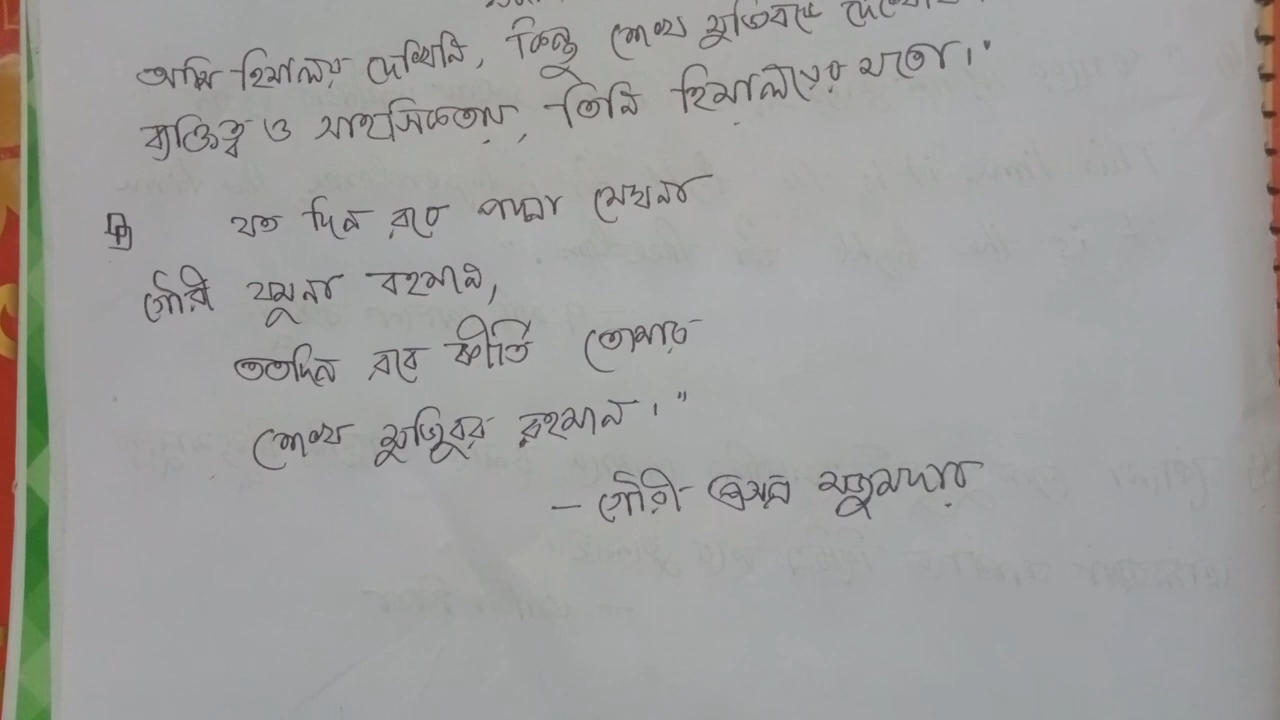 আমি হিমালয় দেখিনি, কিন্তু শেখ মুজিবকে
ব্যক্তিত্ব ও সাহসিকতায়, তিনি হিমালয়ের মতো।"
যত দিন রবে পদ্মা মেঘনা
গৌরী যমুনা বহমান,
ততদিন রবে কীর্তি তোমার
শেখ মুজিবুর রহমান।"
– গৌরী প্রসন্ন মজুমদার